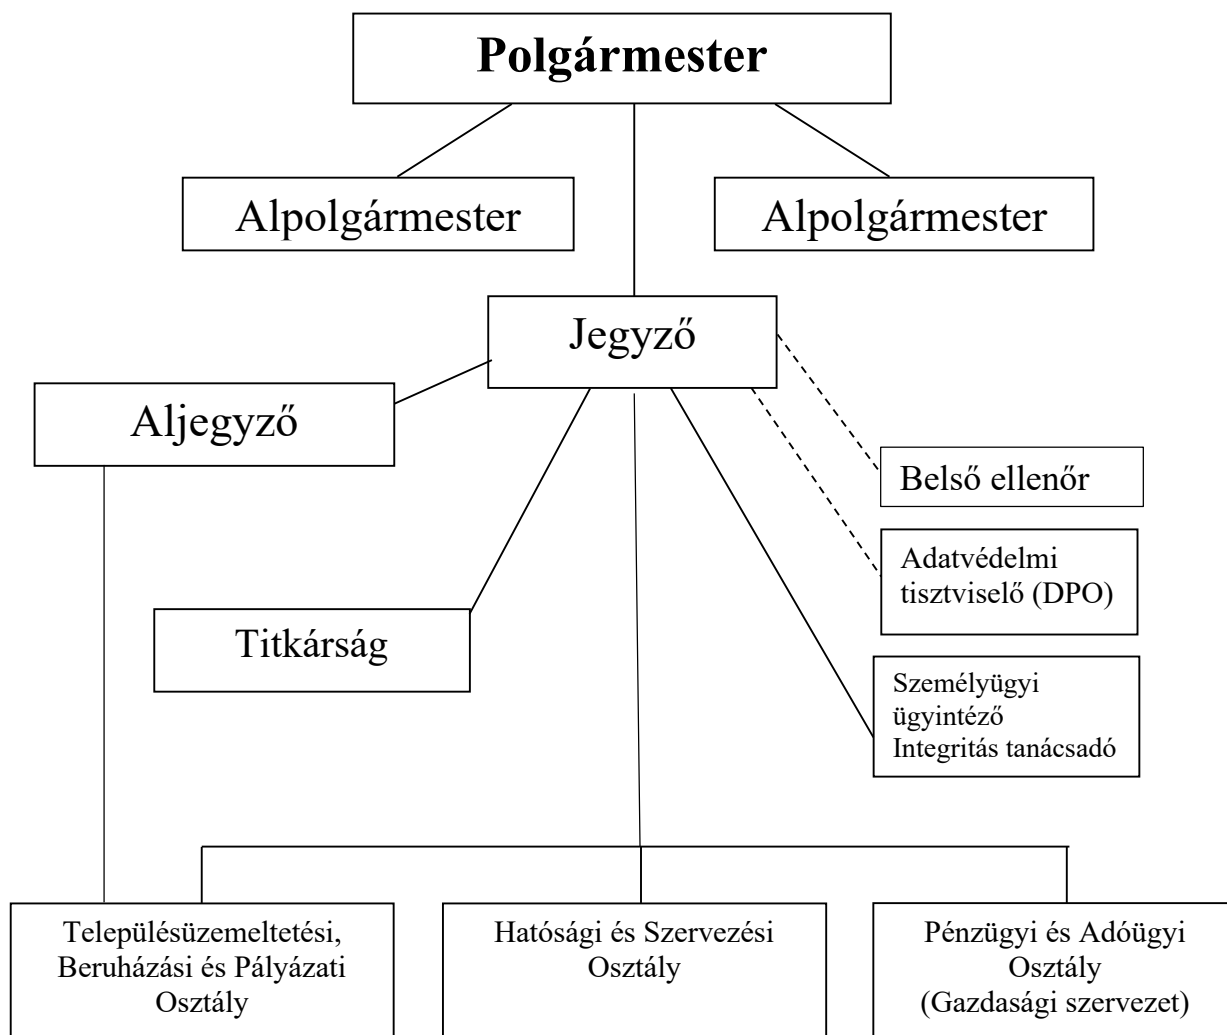 Polgármester
Alpolgármester
Alpolgármester
Jegyző
Aljegyző
Belső ellenőr
Adatvédelmi
tisztviselő (DPO)
Titkárság
Személyügyi
ügyintéző
Integritás tanácsadó
Településüzemeltetési,
Beruházási és Pályázati
Osztály
Hatósági és Szervezési
Osztály
Pénzügyi és Adóügyi
Osztály
(Gazdasági szervezet)